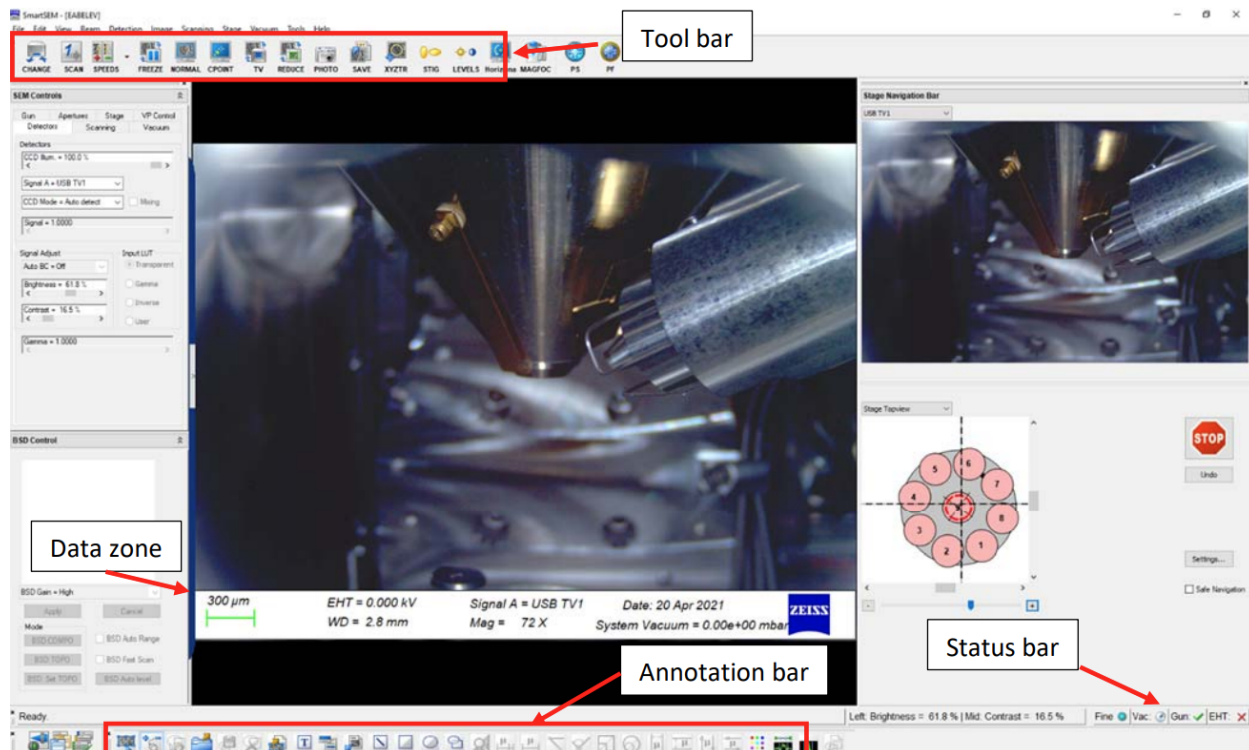 SmartSEM - [EABELEV]
File Edit View Beam Detection Image Scanning Stage Vacuum Tools Help
Tool bar
CHANGE SCAN SPEEDS FREEZE NORMAL CPOINT TV REDUCE PHOTO SAVE XYZTR STIG LEVELS MAGFOC PS PF
SEM Controls
Gun Apertures Stage VP Control
Detectors Scanning Vacuum
Detectors
CCD Illum. = 100.0 %
Signal A = USB TV1
CCD Mode = Auto detect
Mixing
Signal = 1.0000
Signal Adjust
Input LUT
Auto BC = Off
Transparent
Brightness = 61.8 %
Gamma
Contrast = 16.5 %
Inverse
User
Gamma = 1.0000
BSD Control
Data zone
BSD Gain = High
Apply Cancel
Mode
BSD COMPO
BSD Auto Range
BSD TOPO
BSD Fast Scan
BSD. Set TOPO
BSD Auto level
300 µm
EHT = 0.000 kV
Signal A = USB TV1
Date: 20 Apr 2021
ZEISS
WD = 2.8 mm
Mag = 72 X
System Vacuum = 0.00e+00 mbar
Annotation bar
Stage Navigation Bar
USB TV1
Stage Topview
STOP
Undo
5 6 7
4 8
3 2 1
Settings...
Safe Navigation
Status bar
Ready.
Left: Brightness = 61.8 % | Mid: Contrast = 16.5 %
Fine Vac: Gun: EHT: